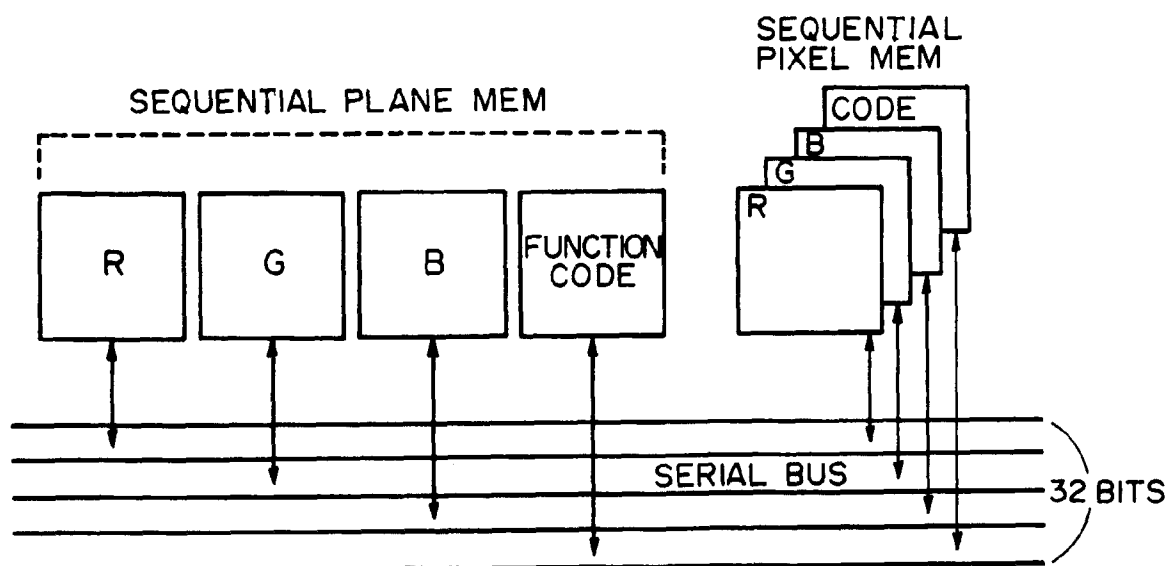 SEQUENTIAL
PIXEL MEM
SEQUENTIAL PLANE MEM
CODE
B
G
R
R
G
B
FUNCTION
CODE
SERIAL BUS
32 BITS